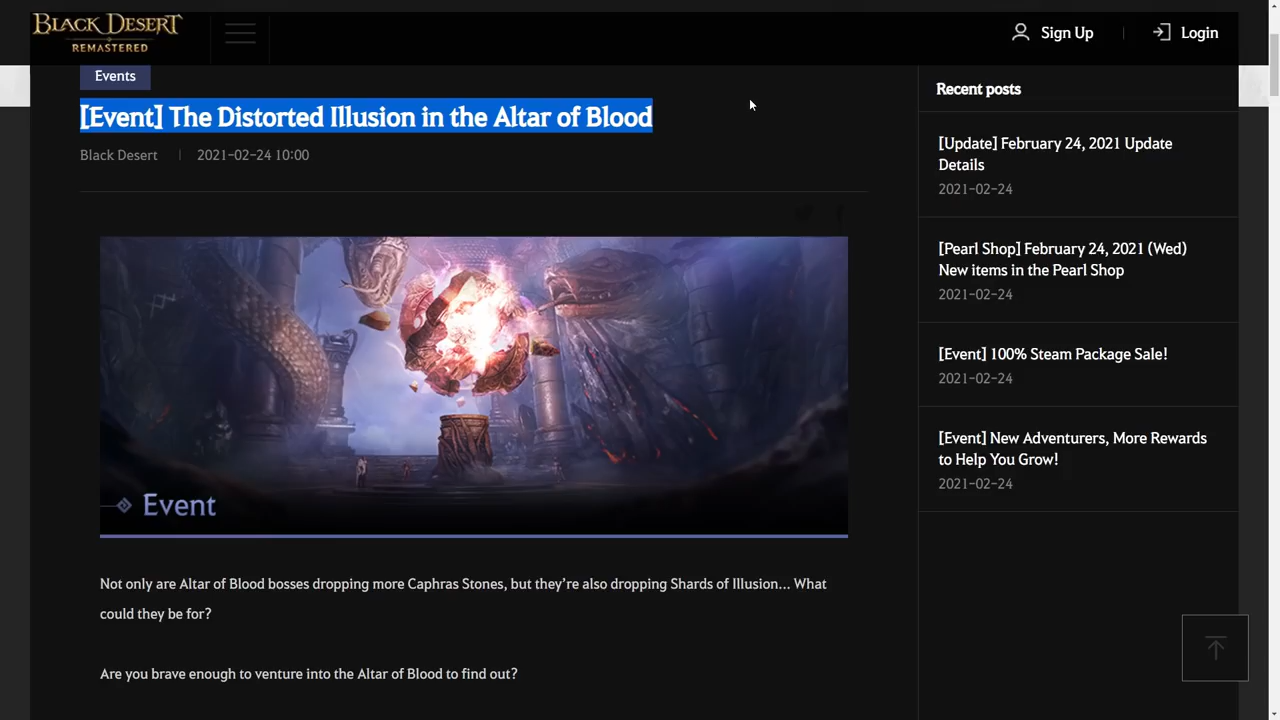 BLACK DESERT
REMASTERED
Sign Up
Login
Events
[Event] The Distorted Illusion in the Altar of Blood
Black Desert
2021-02-24 10:00
Event
Not only are Altar of Blood bosses dropping more Caphras Stones, but they're also dropping Shards of Illusion... What
could they be for?
Are you brave enough to venture into the Altar of Blood to find out?
Recent posts
[Update] February 24, 2021 Update
Details
2021-02-24
[Pearl Shop] February 24, 2021 (Wed)
New items in the Pearl Shop
2021-02-24
[Event] 100% Steam Package Sale!
2021-02-24
[Event] New Adventurers, More Rewards
to Help You Grow!
2021-02-24